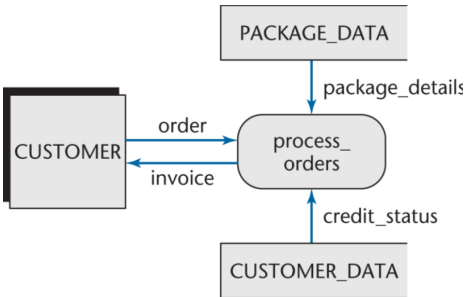 PACKAGE_DATA
package_details
order
CUSTOMER
process_
orders
invoice
credit_status
CUSTOMER_DATA